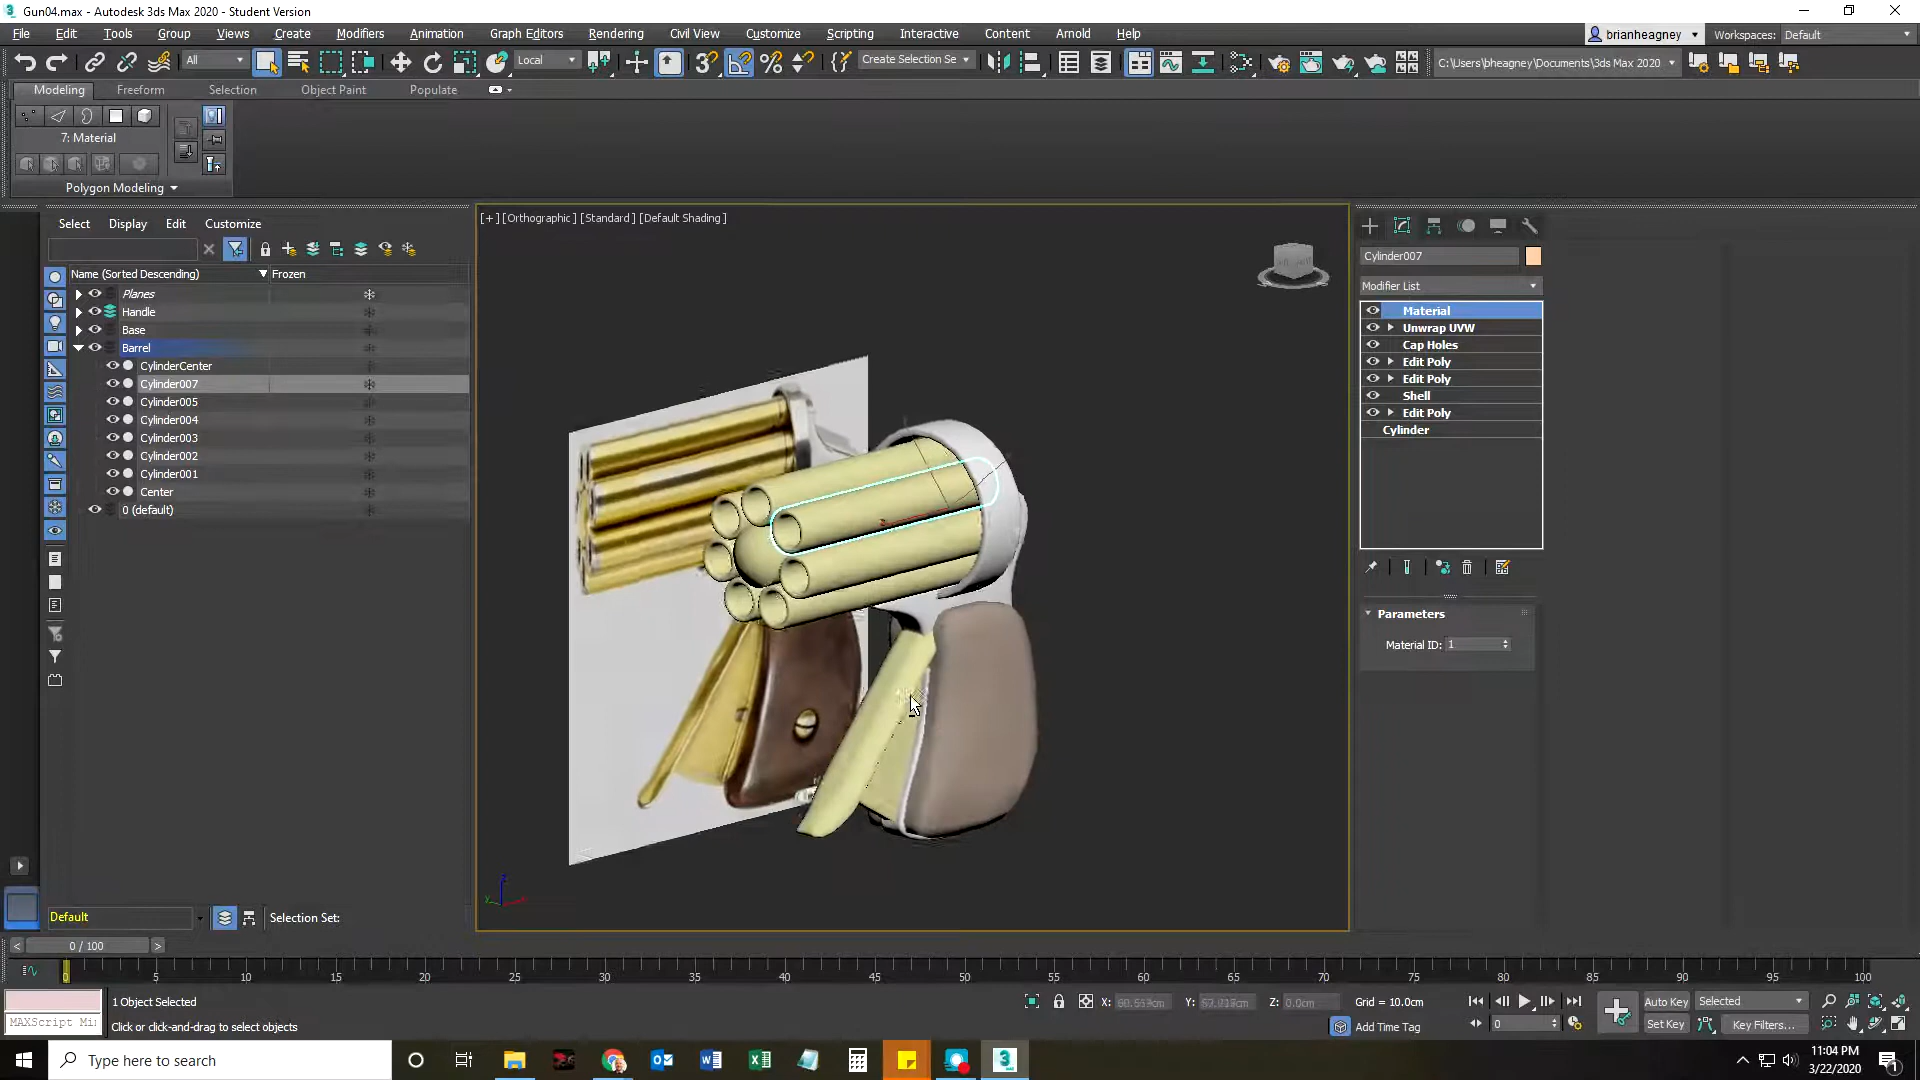 Gun04.max - Autodesk 3ds Max 2020 - Student Version
File Edit Tools Group Views Create Modifiers Animation Graph Editors Rendering Civil View Customize Scripting Interactive Content Arnold Help
brianheagney Workspaces: Default
All Local Create Selection Se C:\Users\bheagney\Documents\3ds Max 2020
Modeling Freeform Selection Object Paint Populate
7: Material
Polygon Modeling
Select Display Edit Customize
Name (Sorted Descending) Frozen
Planes
Handle
Base
Barrel
CylinderCenter
Cylinder007
Cylinder005
Cylinder004
Cylinder003
Cylinder002
Cylinder001
Center
0 (default)
[+] [Orthographic] [Standard] [Default Shading]
Cylinder007
Modifier List
Material
Unwrap UVW
Cap Holes
Edit Poly
Edit Poly
Shell
Edit Poly
Cylinder
Parameters
Material ID: 1
Default Selection Set:
< 0 / 100 >
0 5 10 15 20 25 30 35 40 45 50 55 60 65 70 75 80 85 90 95 100
1 Object Selected
MAXScript Mi
Click or click-and-drag to select objects
X: Y: Z: 0.0cm Grid = 10.0cm
Add Time Tag
0
Auto Key Selected
Set Key Key Filters...
Type here to search
11:04 PM
3/22/2020
1